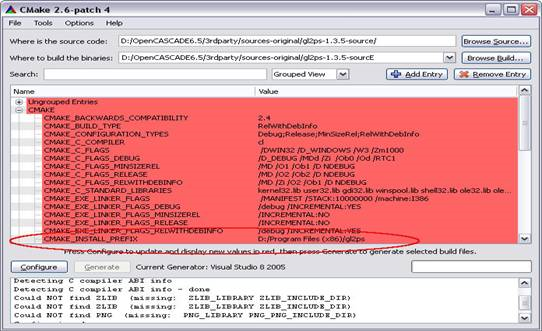 CMake 2.6-patch 4
File Tools Options Help
Where is the source code: D:/OpenCASCADE6.5/3rdparty/sources-original/gl2ps-1.3.5-source/ Browse Source...
Where to build the binaries: D:/OpenCASCADE6.5/3rdparty/sources-original/gl2ps-1.3.5-sourcE Browse Build...
Search: Grouped View Add Entry Remove Entry
Name Value
Ungrouped Entries
CMAKE
CMAKE_BACKWARDS_COMPATIBILITY 2.4
CMAKE_BUILD_TYPE RelWithDebInfo
CMAKE_CONFIGURATION_TYPES Debug;Release;MinSizeRel;RelWithDebInfo
CMAKE_C_COMPILER cl
CMAKE_C_FLAGS /DWIN32 /D_WINDOWS /W3 /Zm1000
CMAKE_C_FLAGS_DEBUG /D_DEBUG /MDd /Zi /Ob0 /Od /RTC1
CMAKE_C_FLAGS_MINSIZEREL /MD /O1 /Ob1 /D NDEBUG
CMAKE_C_FLAGS_RELEASE /MD /O2 /Ob2 /D NDEBUG
CMAKE_C_FLAGS_RELWITHDEBINFO /MD /Zi /O2 /Ob1 /D NDEBUG
CMAKE_C_STANDARD_LIBRARIES kernel32.lib user32.lib gdi32.lib winspool.lib shell32.lib ole32.lib ole...
CMAKE_EXE_LINKER_FLAGS /MANIFEST /STACK:10000000 /machine:I386
CMAKE_EXE_LINKER_FLAGS_DEBUG /debug /INCREMENTAL:YES
CMAKE_EXE_LINKER_FLAGS_MINSIZEREL /INCREMENTAL:NO
CMAKE_EXE_LINKER_FLAGS_RELEASE /INCREMENTAL:NO
CMAKE_EXE_LINKER_FLAGS_RELWITHDEBINFO /debug /INCREMENTAL:YES
CMAKE_INSTALL_PREFIX D:/Program Files (x86)/gl2ps
Press Configure to update and display new values in red, then press Generate to generate selected build files.
Configure Generate Current Generator: Visual Studio 8 2005
Detecting C compiler ABI info
Detecting C compiler ABI info - done
Could NOT find ZLIB (missing: ZLIB_LIBRARY ZLIB_INCLUDE_DIR)
Could NOT find ZLIB (missing: ZLIB_LIBRARY ZLIB_INCLUDE_DIR)
Could NOT find PNG (missing: PNG_LIBRARY PNG_PNG_INCLUDE_DIR)